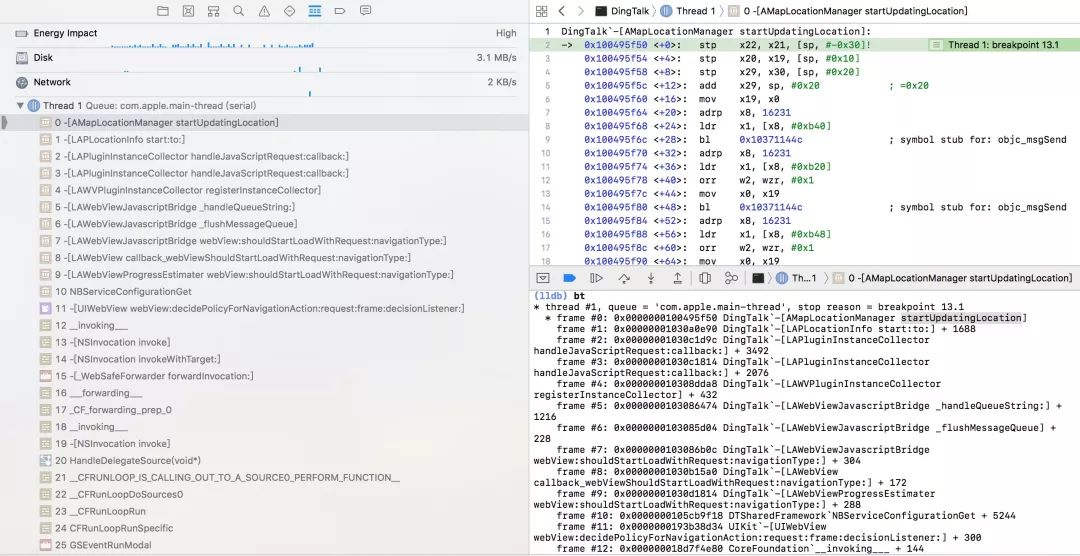 Energy Impact High
Disk 3.1 MB/s
Network 2 KB/s
Thread 1 Queue: com.apple.main-thread (serial)
0 -[AMapLocationManager startUpdatingLocation]
1 -[LAPLocationInfo start:to:]
2 -[LAPluginInstanceCollector handleJavaScriptRequest:callback:]
3 -[LAPluginInstanceCollector handleJavaScriptRequest:callback:]
4 -[LAWVPluginInstanceCollector registerInstanceCollector]
5 -[LAWebViewJavascriptBridge _handleQueueString:]
6 -[LAWebViewJavascriptBridge _flushMessageQueue]
7 -[LAWebViewJavascriptBridge webView:shouldStartLoadWithRequest:navigationType:]
8 -[LAWebView callback_webViewShouldStartLoadWithRequest:navigationType:]
9 -[LAWebViewProgressEstimater webView:shouldStartLoadWithRequest:navigationType:]
10 NBServiceConfigurationGet
11 -[UIWebView webView:decidePolicyForNavigationAction:request:frame:decisionListener:]
12 __invoking___
13 -[NSInvocation invoke]
14 -[NSInvocation invokeWithTarget:]
15 -[_WebSafeForwarder forwardInvocation:]
16 ___forwarding___
17 _CF_forwarding_prep_0
18 __invoking___
19 -[NSInvocation invoke]
20 HandleDelegateSource(void*)
21 __CFRUNLOOP_IS_CALLING_OUT_TO_A_SOURCE0_PERFORM_FUNCTION__
22 __CFRunLoopDoSources0
23 __CFRunLoopRun
24 CFRunLoopRunSpecific
25 GSEventRunModal
DingTalk Thread 1 0 -[AMapLocationManager startUpdatingLocation]
1 DingTalk`-[AMapLocationManager startUpdatingLocation]:
2 -> 0x100495f50 <+0>: stp x22, x21, [sp, #-0x30]! Thread 1: breakpoint 13.1
3 0x100495f54 <+4>: stp x20, x19, [sp, #0x10]
4 0x100495f58 <+8>: stp x29, x30, [sp, #0x20]
5 0x100495f5c <+12>: add x29, sp, #0x20 ; =0x20
6 0x100495f60 <+16>: mov x19, x0
7 0x100495f64 <+20>: adrp x8, 16231
8 0x100495f68 <+24>: ldr x1, [x8, #0xb40]
9 0x100495f6c <+28>: bl 0x10371144c ; symbol stub for: objc_msgSend
10 0x100495f70 <+32>: adrp x8, 16231
11 0x100495f74 <+36>: ldr x1, [x8, #0xb20]
12 0x100495f78 <+40>: orr w2, wzr, #0x1
13 0x100495f7c <+44>: mov x0, x19
14 0x100495f80 <+48>: bl 0x10371144c ; symbol stub for: objc_msgSend
15 0x100495f84 <+52>: adrp x8, 16231
16 0x100495f88 <+56>: ldr x1, [x8, #0xb48]
17 0x100495f8c <+60>: orr w2, wzr, #0x1
18 0x100495f90 <+64>: mov x0, x19
Th...1 0 -[AMapLocationManager startUpdatingLocation]
(lldb) bt
* thread #1, queue = 'com.apple.main-thread', stop reason = breakpoint 13.1
* frame #0: 0x0000000100495f50 DingTalk`-[AMapLocationManager startUpdatingLocation]
frame #1: 0x00000001030a0e90 DingTalk`-[LAPLocationInfo start:to:] + 1688
frame #2: 0x00000001030c1d9c DingTalk`-[LAPluginInstanceCollector
handleJavaScriptRequest:callback:] + 3492
frame #3: 0x00000001030c1814 DingTalk`-[LAPluginInstanceCollector
handleJavaScriptRequest:callback:] + 2076
frame #4: 0x000000010308dda8 DingTalk`-[LAWVPluginInstanceCollector
registerInstanceCollector] + 432
frame #5: 0x0000000103086474 DingTalk`-[LAWebViewJavascriptBridge _handleQueueString:] +
1216
frame #6: 0x0000000103085d04 DingTalk`-[LAWebViewJavascriptBridge _flushMessageQueue] +
228
frame #7: 0x0000000103086b0c DingTalk`-[LAWebViewJavascriptBridge
webView:shouldStartLoadWithRequest:navigationType:] + 304
frame #8: 0x00000001030b15a0 DingTalk`-[LAWebView
callback_webViewShouldStartLoadWithRequest:navigationType:] + 172
frame #9: 0x00000001030d1814 DingTalk`-[LAWebViewProgressEstimater
webView:shouldStartLoadWithRequest:navigationType:] + 288
frame #10: 0x0000000105cb9f18 DTSharedFramework`NBServiceConfigurationGet + 5244
frame #11: 0x0000000193b38d34 UIKit`-[UIWebView
webView:decidePolicyForNavigationAction:request:frame:decisionListener:] + 300
frame #12: 0x000000018d7f4e80 CoreFoundation`__invoking___ + 144